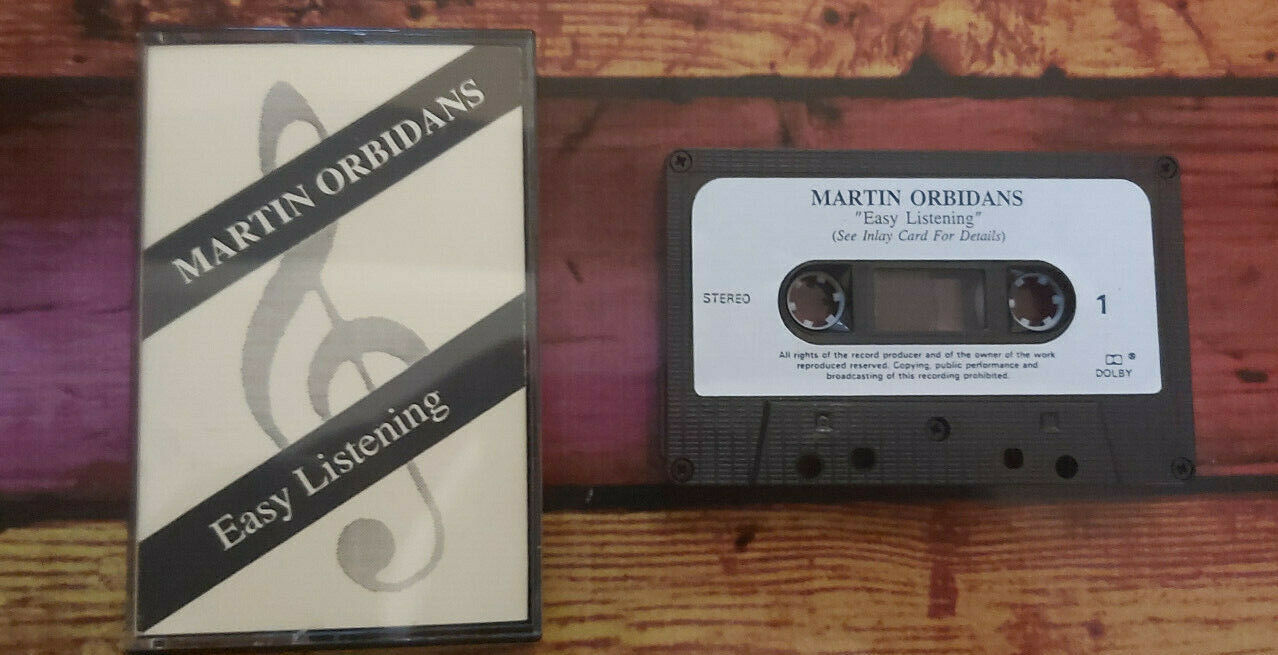 MARTIN ORBIDANS
Easy Listening
MARTIN ORBIDANS
"Easy Listening"
(See Inlay Card For Details)
STEREO
1
All rights of the record producer and of the owner of the work
reproduced reserved. Copying, public performance and
broadcasting of this recording prohibited.
®
DOLBY